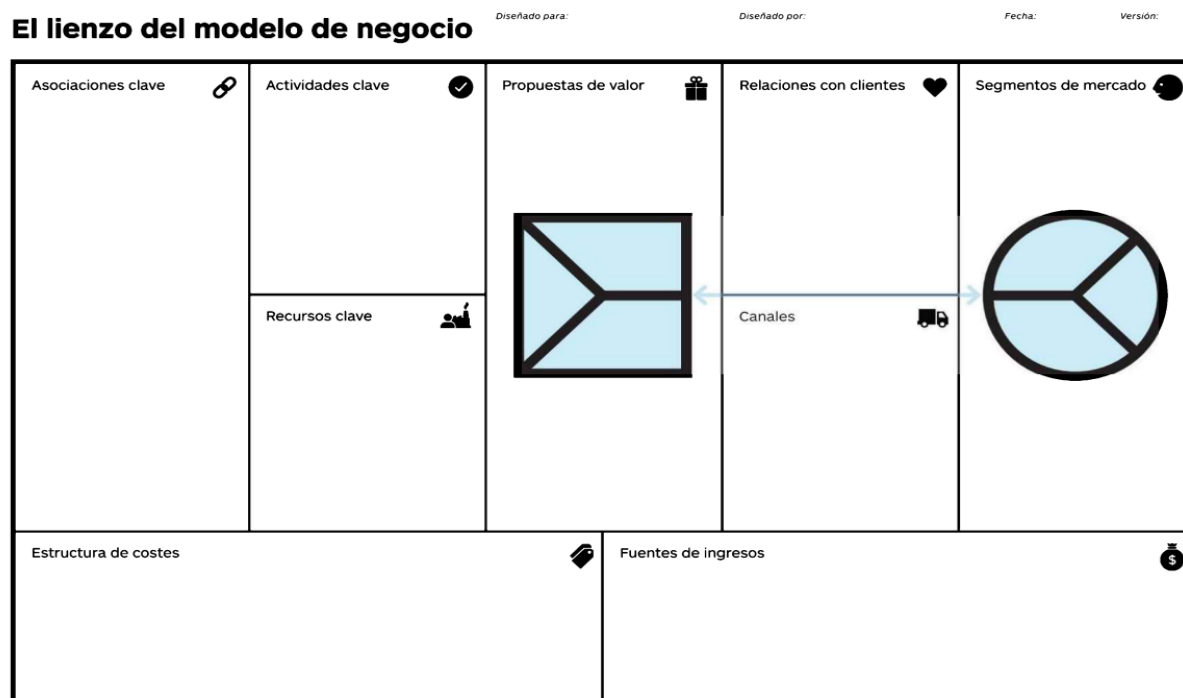 El lienzo del modelo de negocio
Diseñado para:
Diseñado por:
Fecha:
Versión:
Asociaciones clave
Actividades clave
Propuestas de valor
Relaciones con clientes
Segmentos de mercado
Recursos clave
Canales
Estructura de costes
Fuentes de ingresos
$